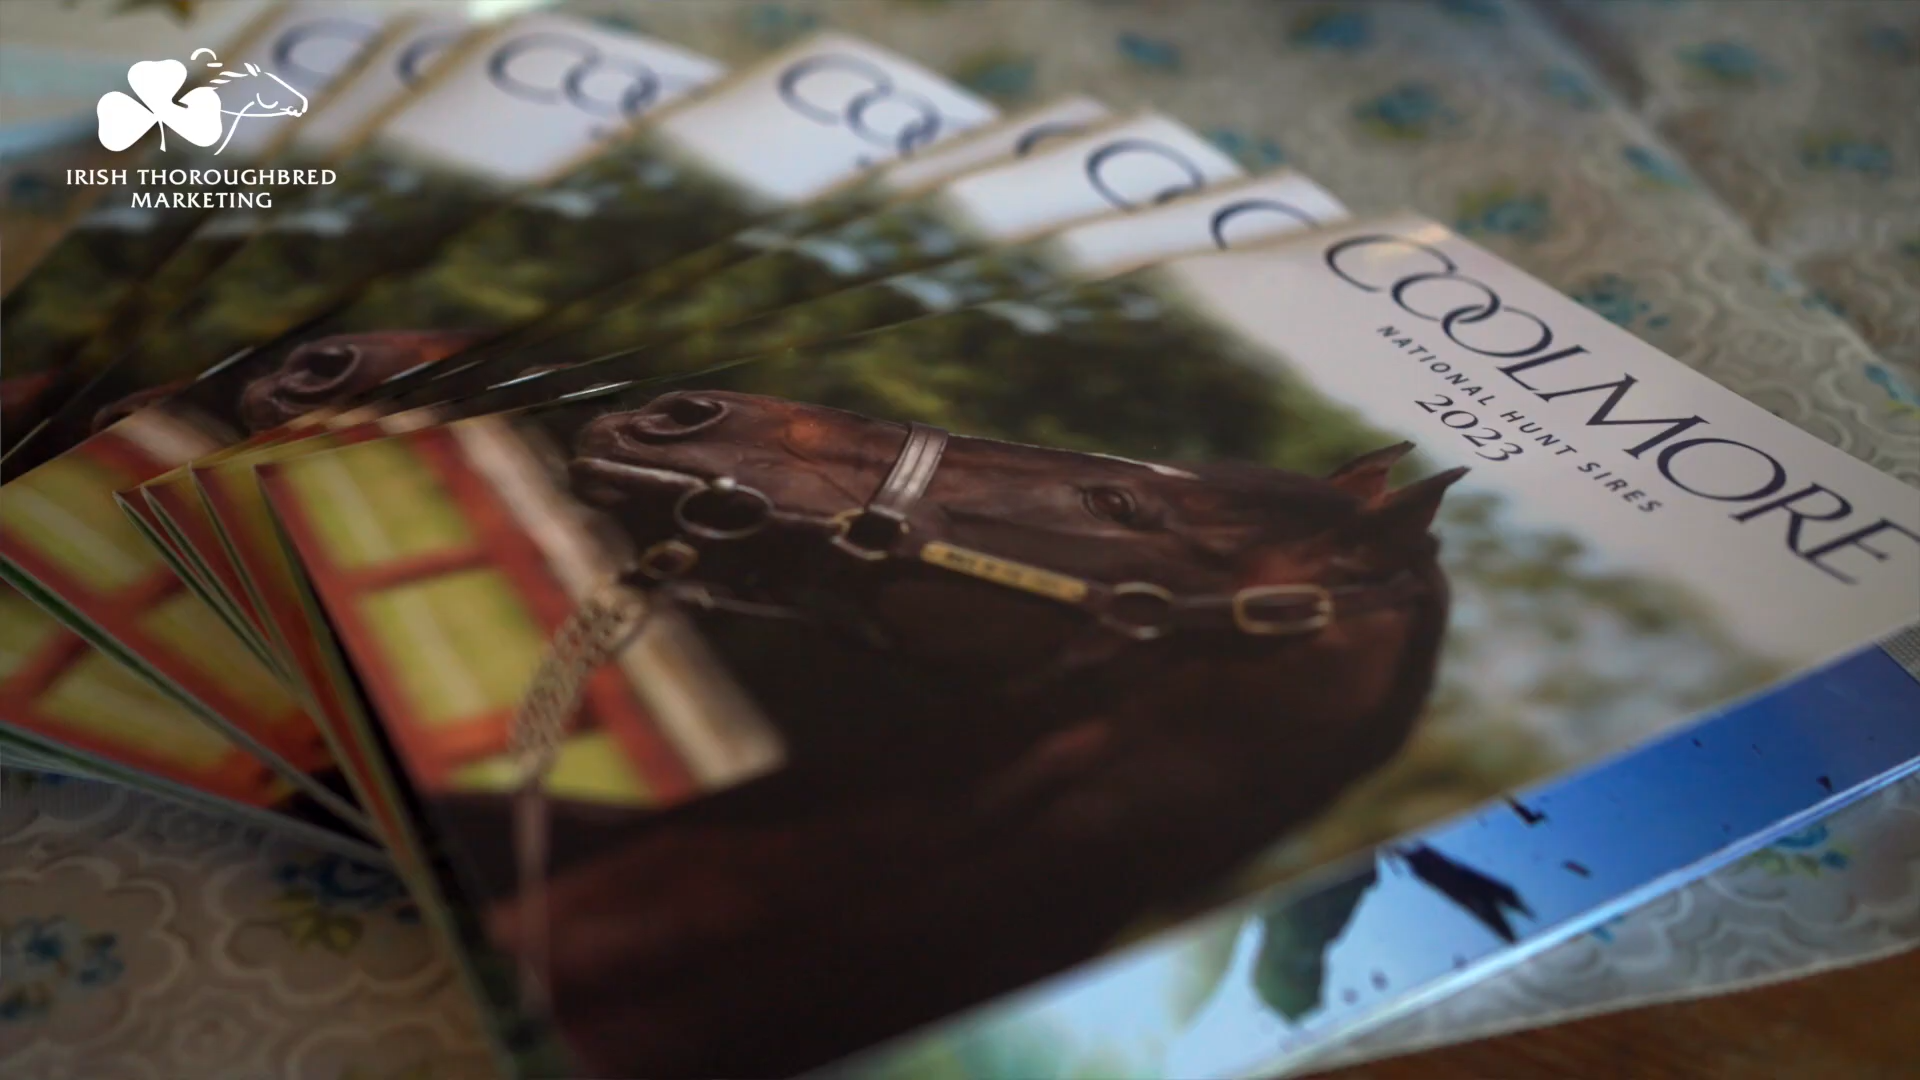 IRISH THOROUGHBRED
MARKETING
COOLMORE
NATIONAL HUNT SIRES
2023